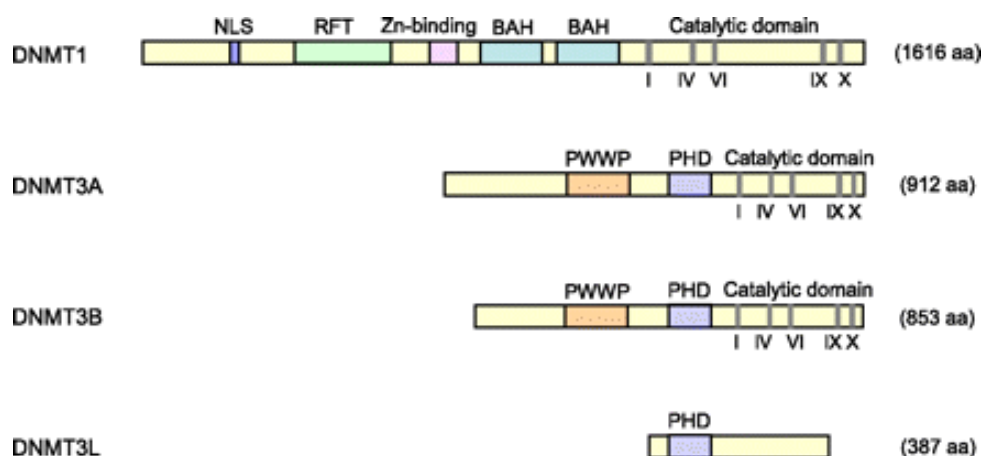 NLS RFT Zn-binding BAH BAH Catalytic domain
DNMT1 (1616 aa)
I IV VI IX X
PWWP PHD Catalytic domain
DNMT3A (912 aa)
I IV VI IX X
PWWP PHD Catalytic domain
DNMT3B (853 aa)
I IV VI IX X
PHD
DNMT3L (387 aa)